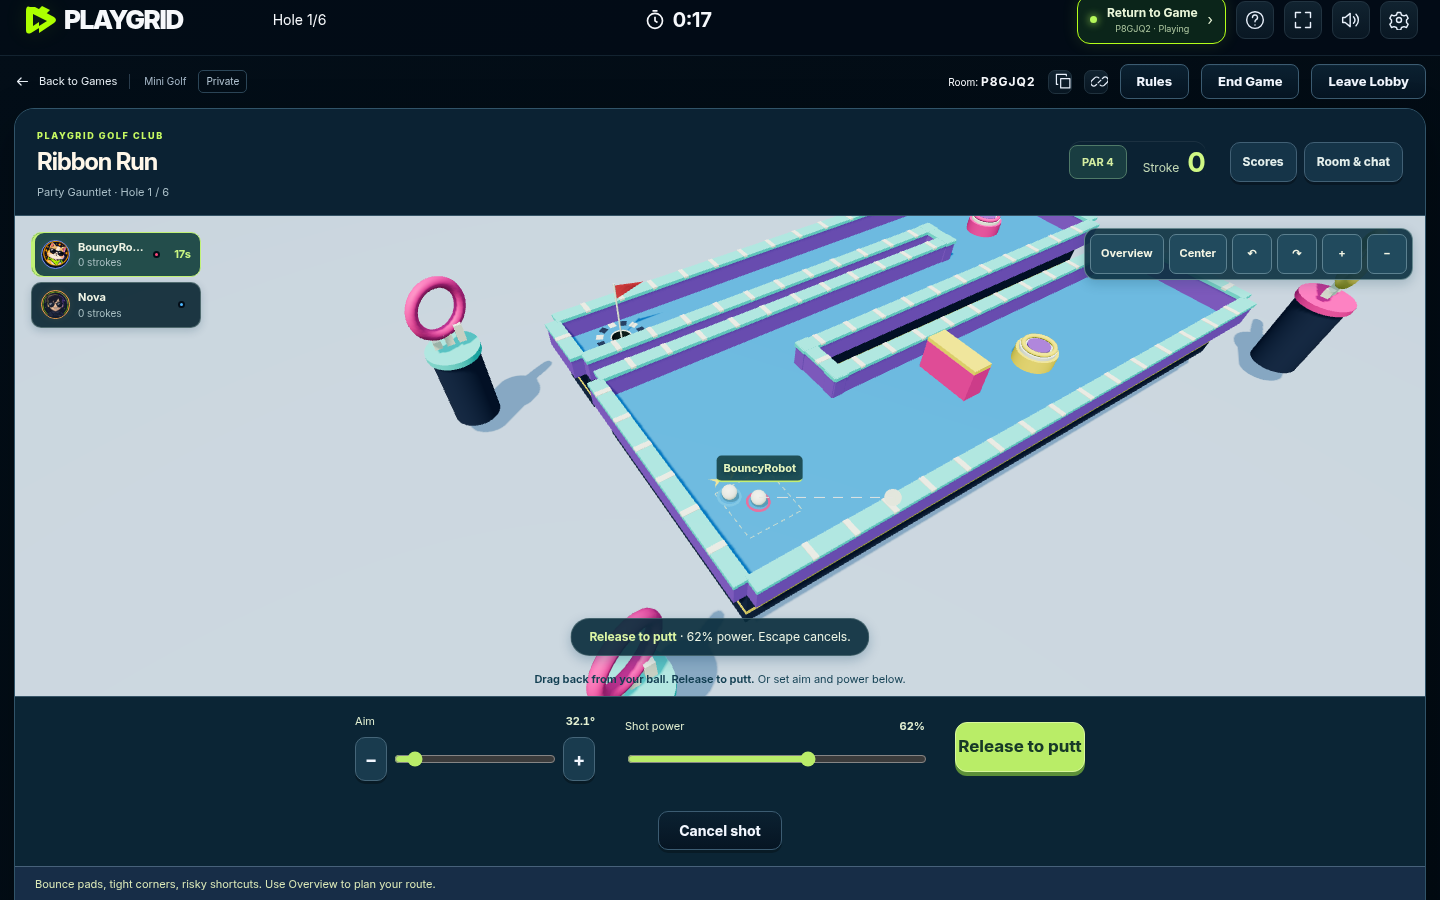 PLAYGRID
Hole 1/6
0:17
Return to Game
P8GJQ2 · Playing
›
Back to Games
Mini Golf
Private
Room: P8GJQ2
Rules
End Game
Leave Lobby
PLAYGRID GOLF CLUB
Ribbon Run
Party Gauntlet · Hole 1 / 6
PAR 4
Stroke 0
Scores
Room & chat
BouncyRo...
0 strokes
17s
Nova
0 strokes
Overview
Center
↶
↷
+
−
BouncyRobot
Release to putt · 62% power. Escape cancels.
Drag back from your ball. Release to putt. Or set aim and power below.
Aim
32.1°
−
+
Shot power
62%
Release to putt
Cancel shot
Bounce pads, tight corners, risky shortcuts. Use Overview to plan your route.